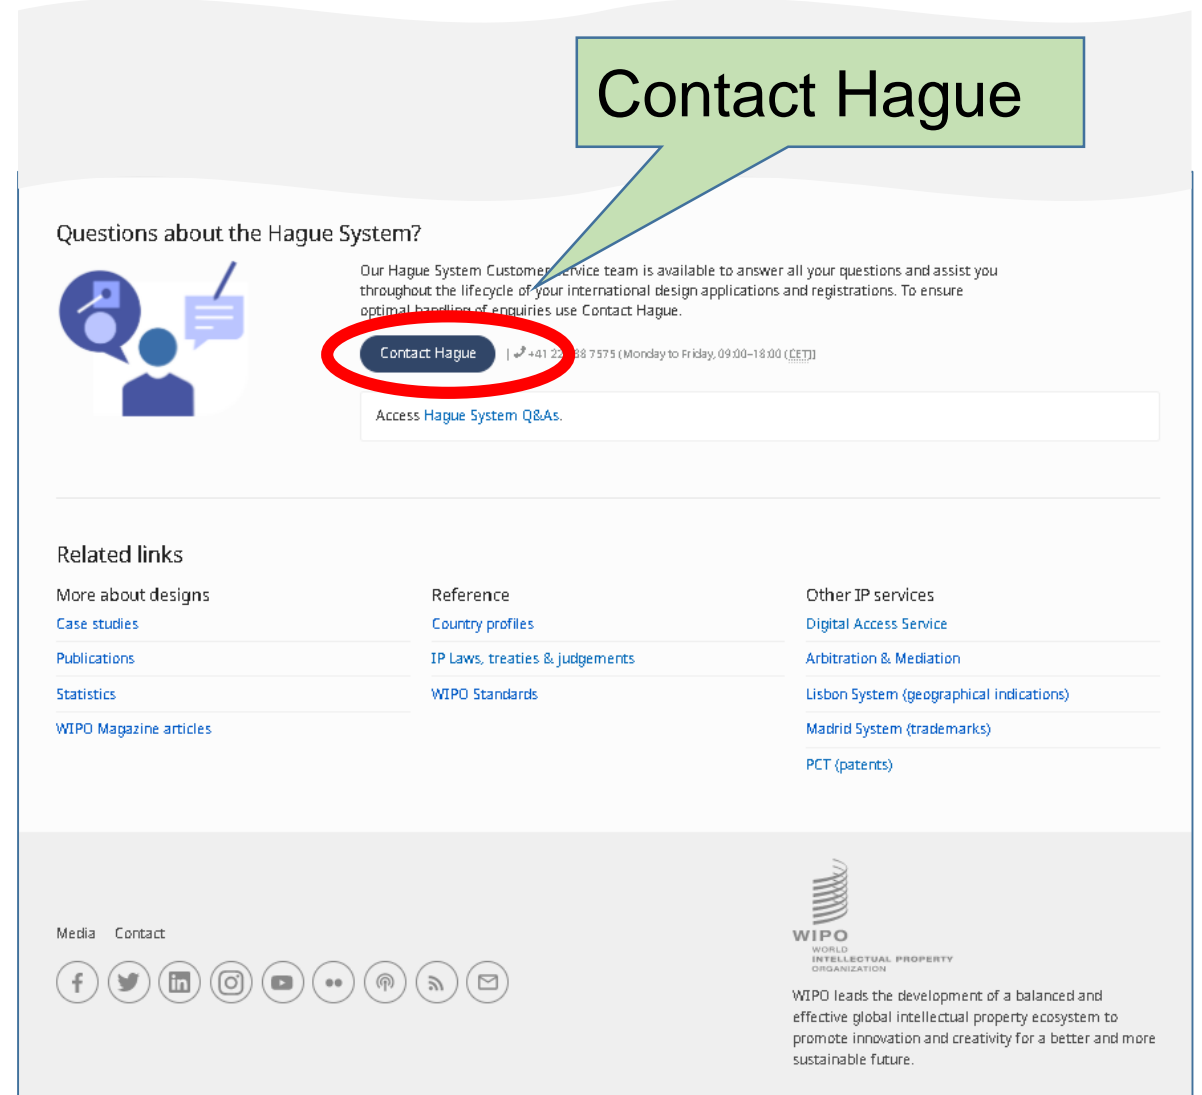 Contact Hague
Questions about the Hague System?
Our Hague System Customer Service team is available to answer all your questions and assist you
throughout the lifecycle of your international design applications and registrations. To ensure
optimal handling of enquiries use Contact Hague.
Contact Hague | +41 22 38 7575 (Monday to Friday, 09:00–18:00 (CET))
Access Hague System Q&As.
Related links
More about designs
Case studies
Publications
Statistics
WIPO Magazine articles
Reference
Country profiles
IP Laws, treaties & judgements
WIPO Standards
Other IP services
Digital Access Service
Arbitration & Mediation
Lisbon System (geographical indications)
Madrid System (trademarks)
PCT (patents)
Media Contact
WIPO
WORLD
INTELLECTUAL PROPERTY
ORGANIZATION
WIPO leads the development of a balanced and
effective global intellectual property ecosystem to
promote innovation and creativity for a better and more
sustainable future.